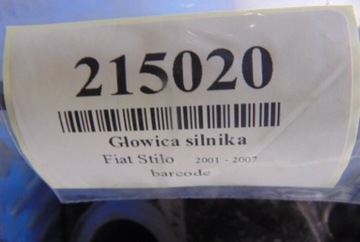 215020
Głowica silnika
Fiat Stilo 2001 - 2007
barcode